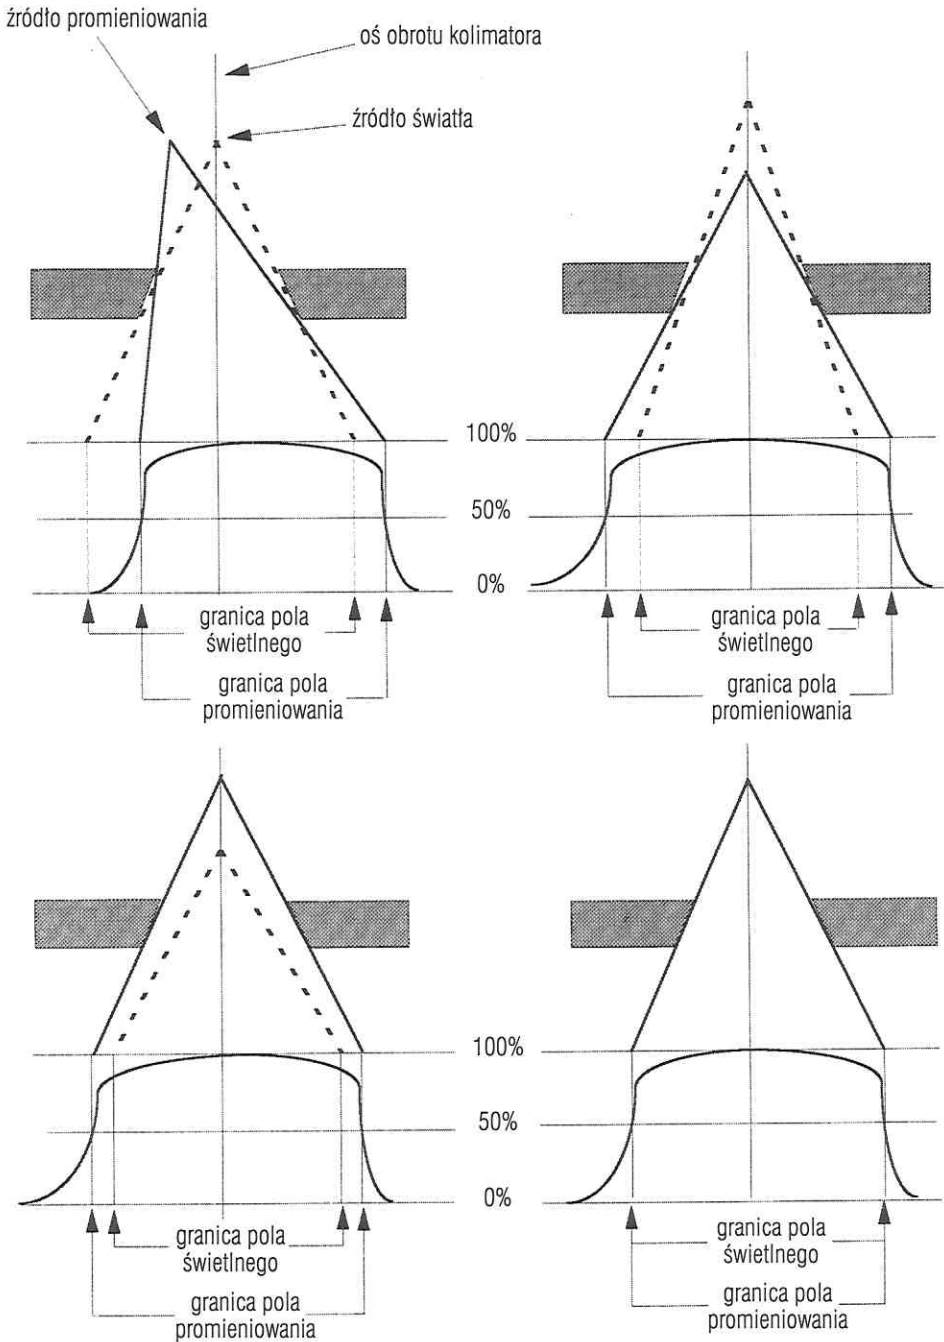 źródło promieniowania
oś obrotu kolimatora
źródło światła
100%
50%
0%
granica pola
świetlnego
granica pola
promieniowania
granica pola
świetlnego
granica pola
promieniowania
100%
50%
0%
granica pola
świetlnego
granica pola
promieniowania
granica pola
świetlnego
granica pola
promieniowania